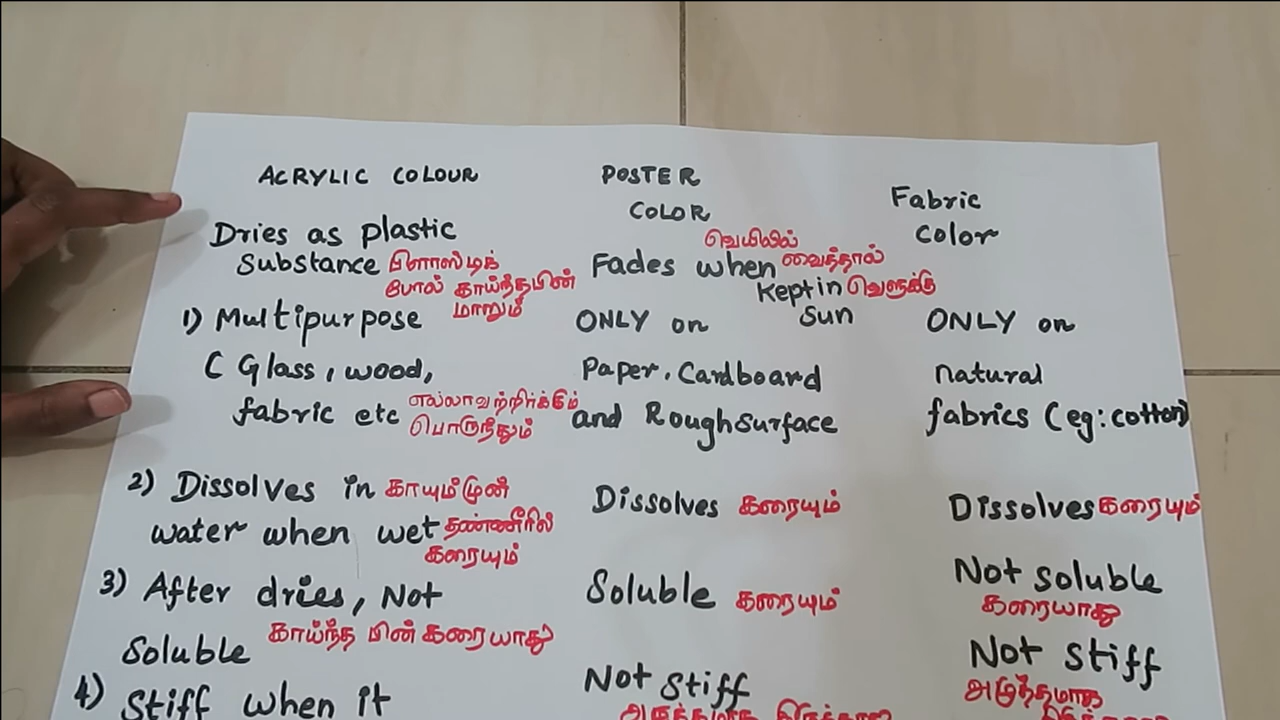 ACRYLIC COLOUR
POSTER
COLOR
Fabric
color
Dries as plastic
Substance பிளாஸ்டிக்
போல் காய்ந்தபின்
மாறும்
வெயிலில்
Fades when வைத்தால்
Kept in வெளுக்கு
Sun
1) Multipurpose
C Glass, wood,
fabric etc எல்லாவற்றிற்க்கும்
பொருந்தும்
ONLY on
Paper, Cardboard
and Rough Surface
ONLY on
natural
fabrics (eg: cotton)
2) Dissolves in காயும்முன்
water when wet தண்ணீரில்
கரையும்
Dissolves கரையும்
Dissolves கரையும்
3) After dries, Not
Soluble காய்ந்த பின் கரையாது
Soluble கரையும்
Not soluble
கரையாது
4) Stiff when it
Not stiff
Not stiff
அழுத்தமாக